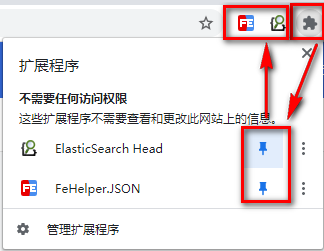 FE
扩展程序
不需要任何访问权限
这些扩展程序不需要查看和更改此网站上的信息。
ElasticSearch Head
FE
FeHelper.JSON
管理扩展程序